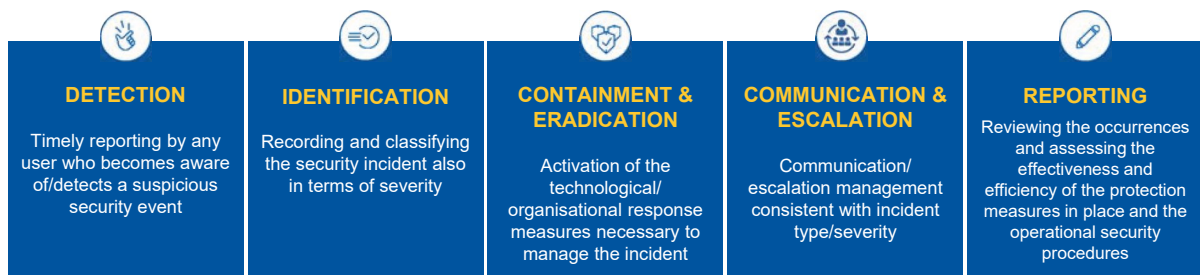 DETECTION
Timely reporting by any
user who becomes aware
of/detects a suspicious
security event
IDENTIFICATION
Recording and classifying
the security incident also
in terms of severity
CONTAINMENT &
ERADICATION
Activation of the
technological/
organisational response
measures necessary to
manage the incident
COMMUNICATION &
ESCALATION
Communication/
escalation management
consistent with incident
type/severity
REPORTING
Reviewing the occurrences
and assessing the
effectiveness and
efficiency of the protection
measures in place and the
operational security
procedures